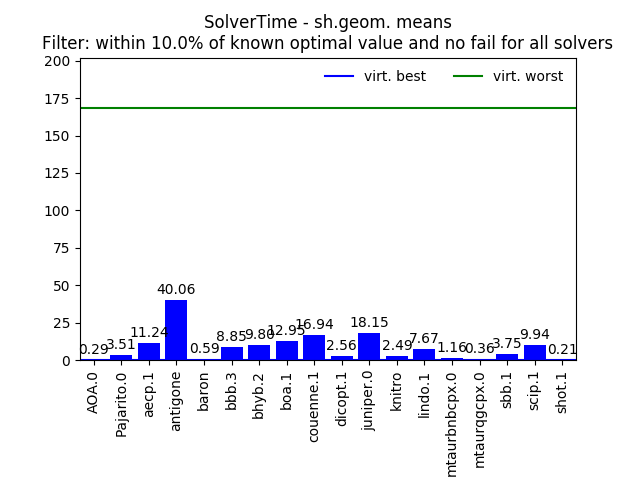 SolverTime - sh.geom. means
Filter: within 10.0% of known optimal value and no fail for all solvers
virt. best
virt. worst
200
175
150
125
100
75
50
25
0
0.29
3.51
11.24
40.06
0.59
8.85
9.80
12.95
16.94
2.56
18.15
2.49
7.67
1.16
0.36
3.75
9.94
0.21
AOA.0
Pajarito.0
aecp.1
antigone
baron
bbb.3
bhyb.2
boa.1
couenne.1
dicopt.1
juniper.0
knitro
lindo.1
mtaurbnbcpx.0
mtaurqgcpx.0
sbb.1
scip.1
shot.1